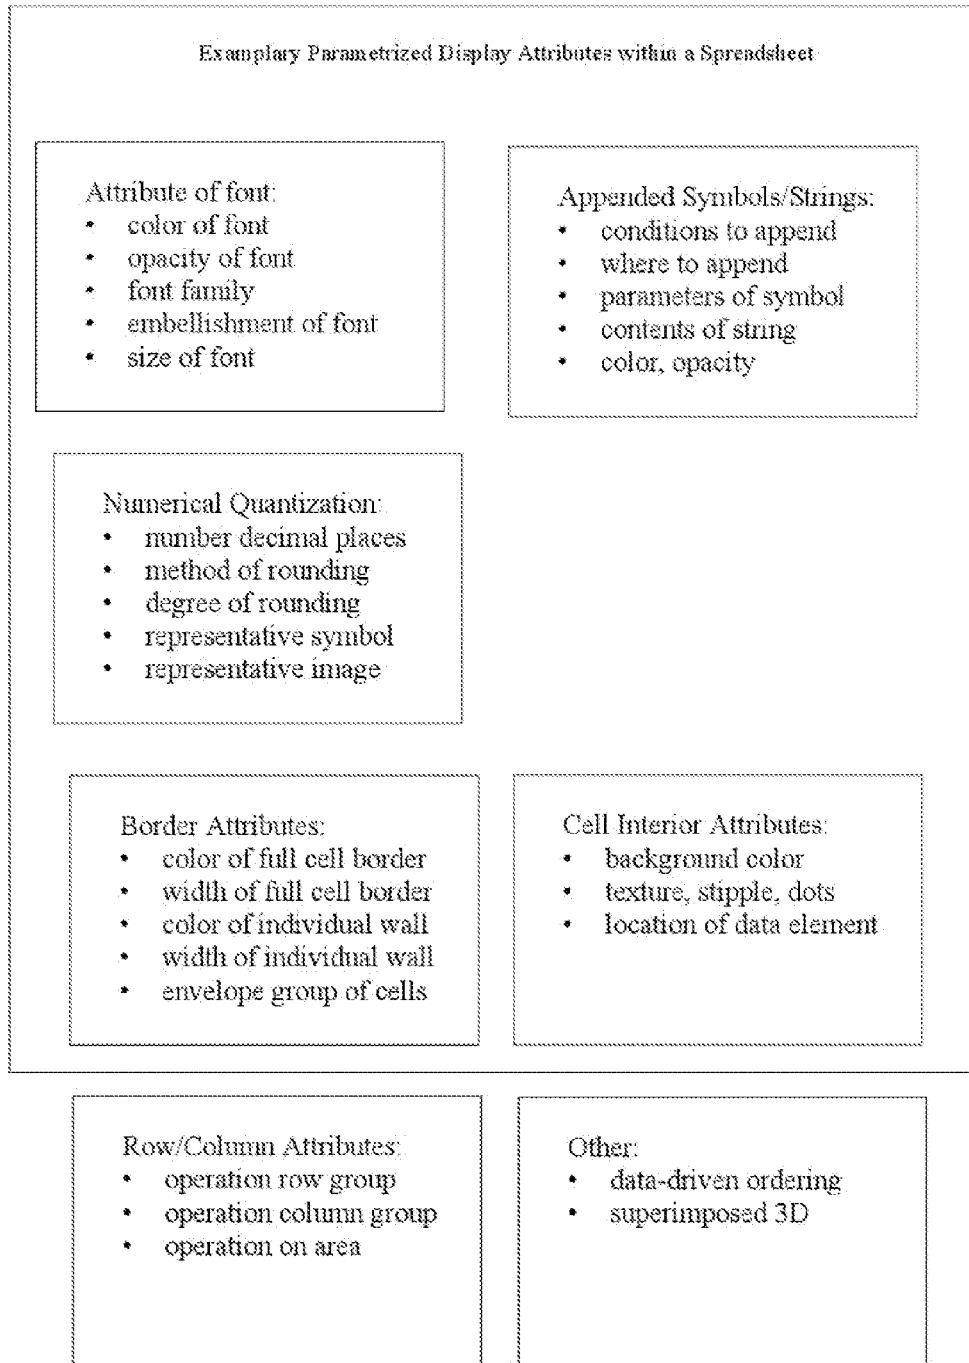 Examplary Parametrized Display Attributes within a Spreadsheet
Attribute of font:
• color of font
• opacity of font
• font family
• embellishment of font
• size of font
Appended Symbols/Strings:
• conditions to append
• where to append
• parameters of symbol
• contents of string
• color, opacity
Numerical Quantization:
• number decimal places
• method of rounding
• degree of rounding
• representative symbol
• representative image
Border Attributes:
• color of full cell border
• width of full cell border
• color of individual wall
• width of individual wall
• envelope group of cells
Cell Interior Attributes:
• background color
• texture, stipple, dots
• location of data element
Row/Column Attributes:
• operation row group
• operation column group
• operation on area
Other:
• data-driven ordering
• superimposed 3D